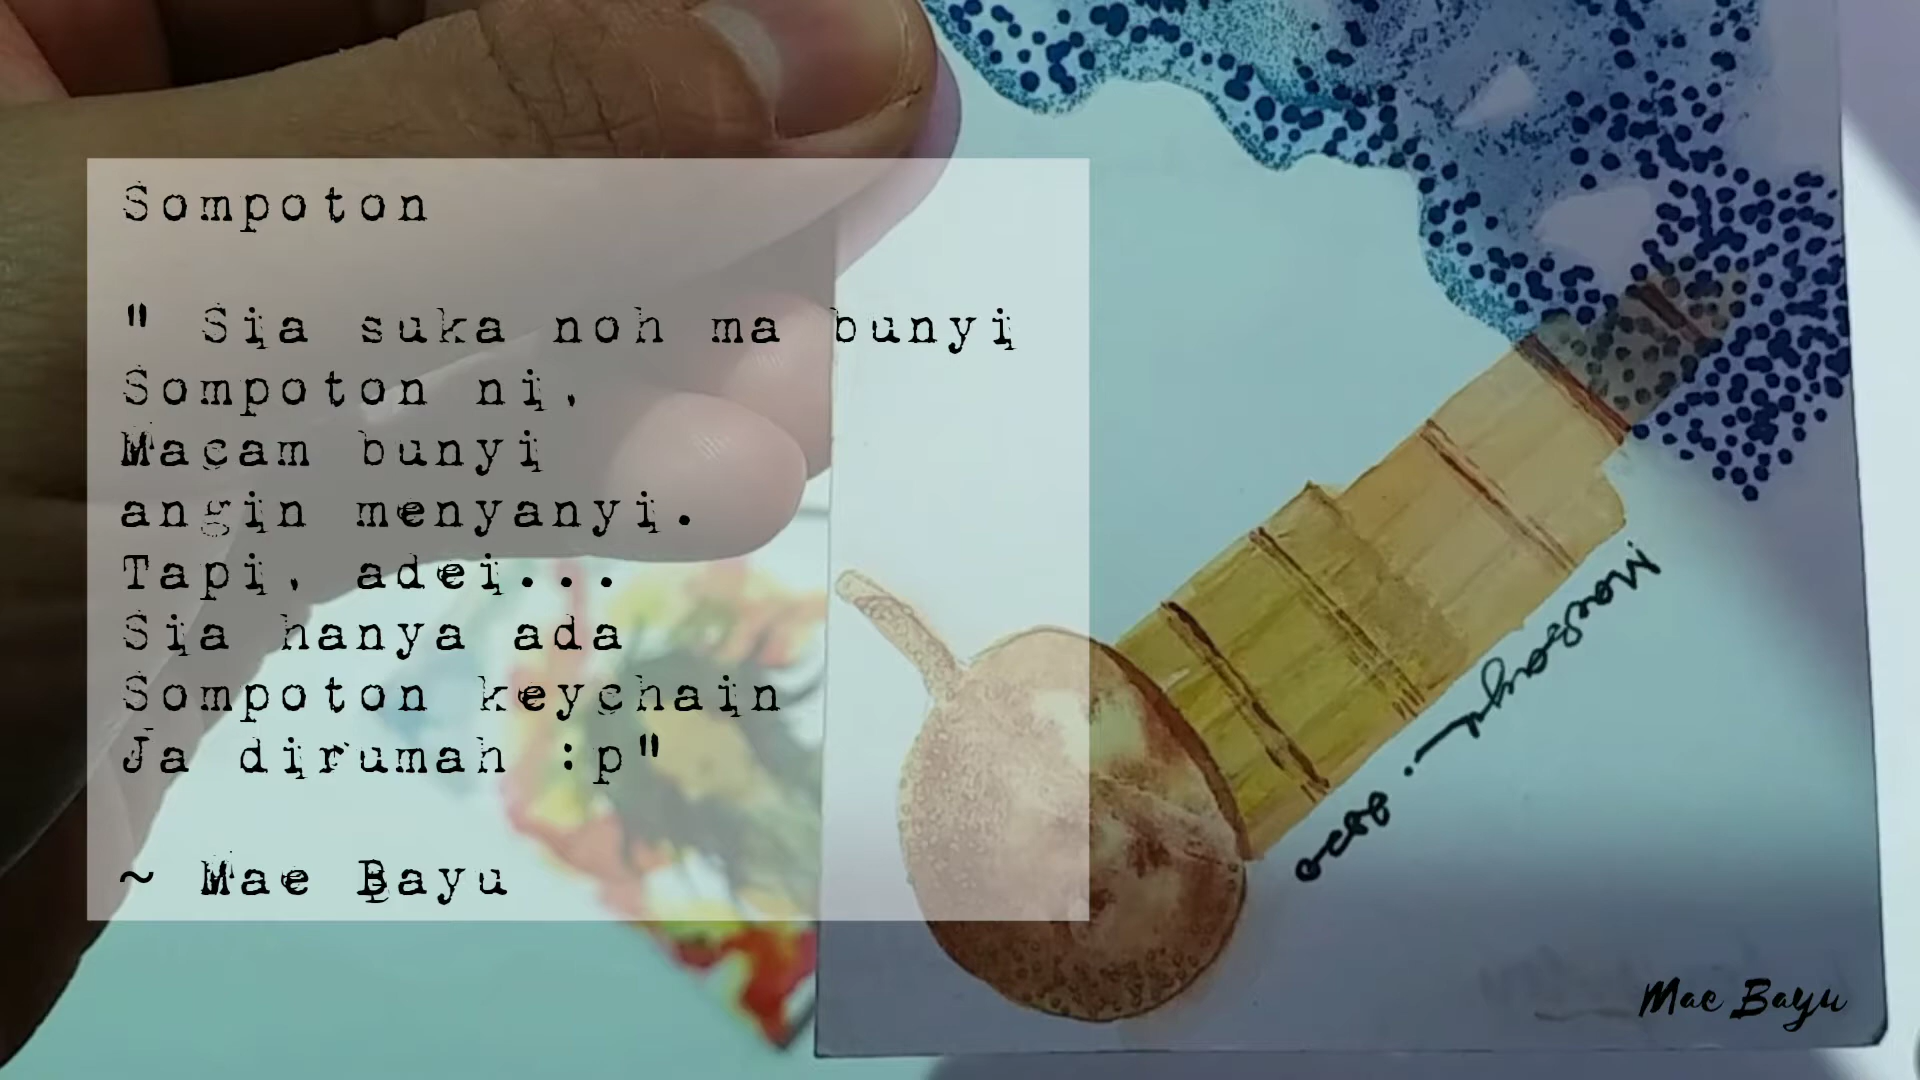 Sompoton
" Sia suka noh ma bunyi
Sompoton ni,
Macam bunyi
angin menyanyi.
Tapi, adei...
Sia hanya ada
Sompoton keychain
Ja dirumah :p"
~ Mae Bayu
Mae Bayu